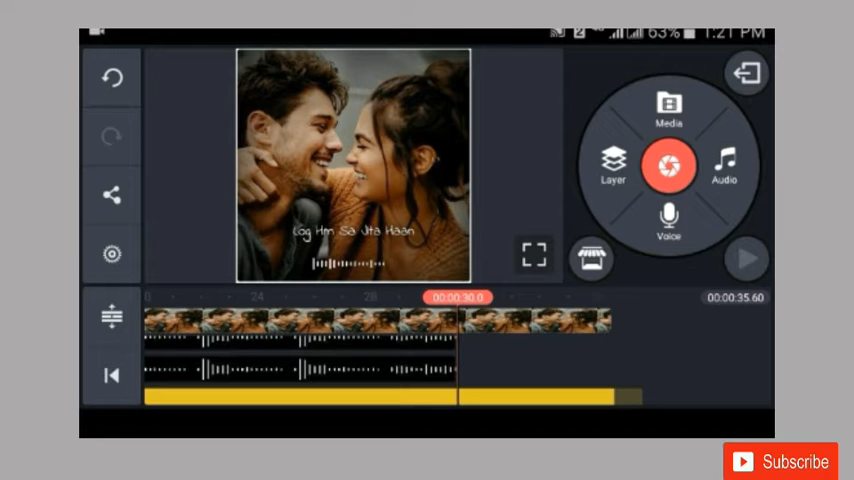 63% 1:21 PM
Media
Layer
Audio
Voice
Log Hm Sa Jita Haan
24
28
00:00:30.0
00:00:35.60
Subscribe